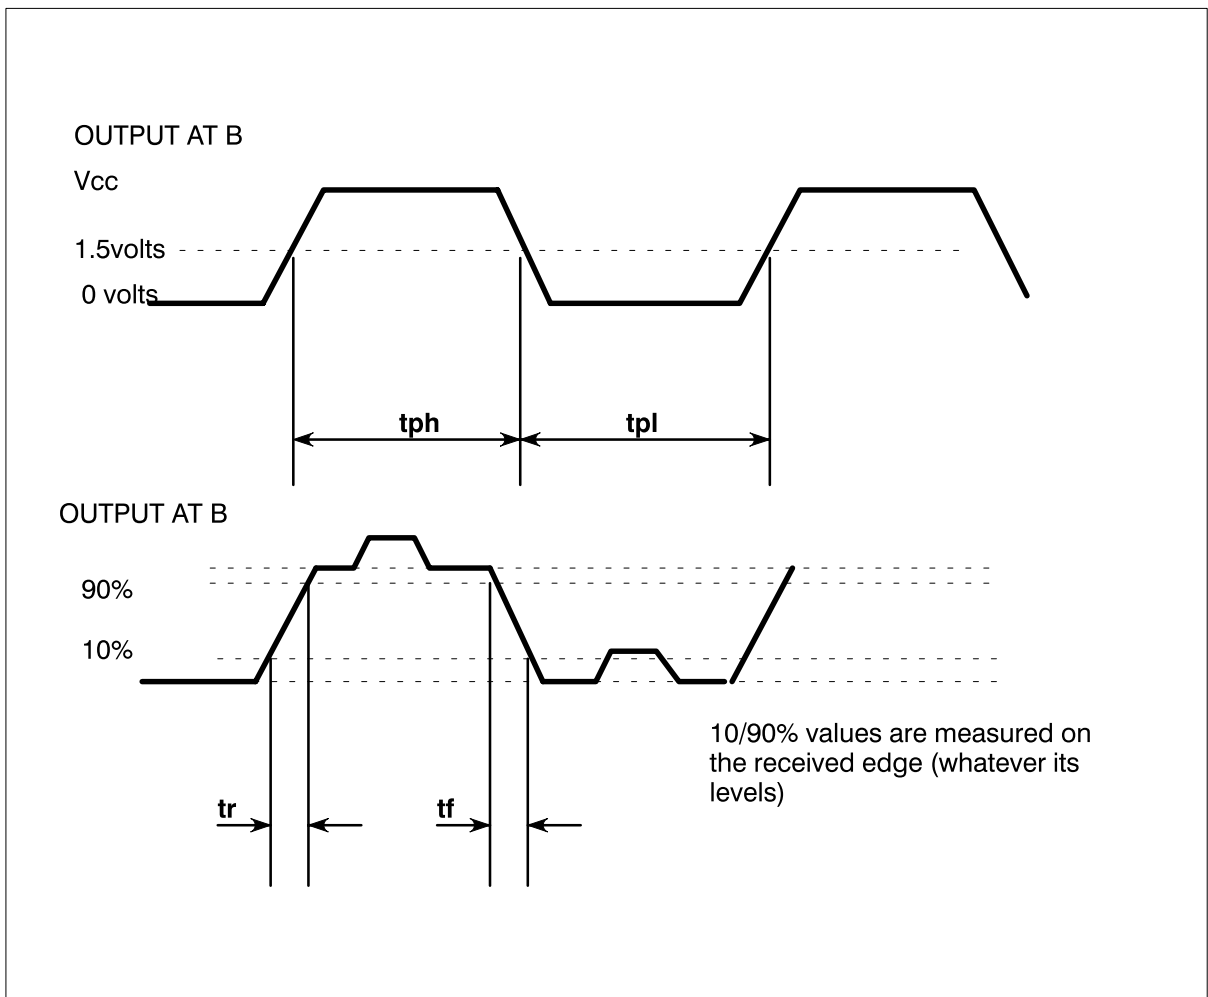 OUTPUT AT B
Vcc
1.5volts
0 volts
tph
tpl
OUTPUT AT B
90%
10%
10/90% values are measured on
the received edge (whatever its
levels)
tr
tf